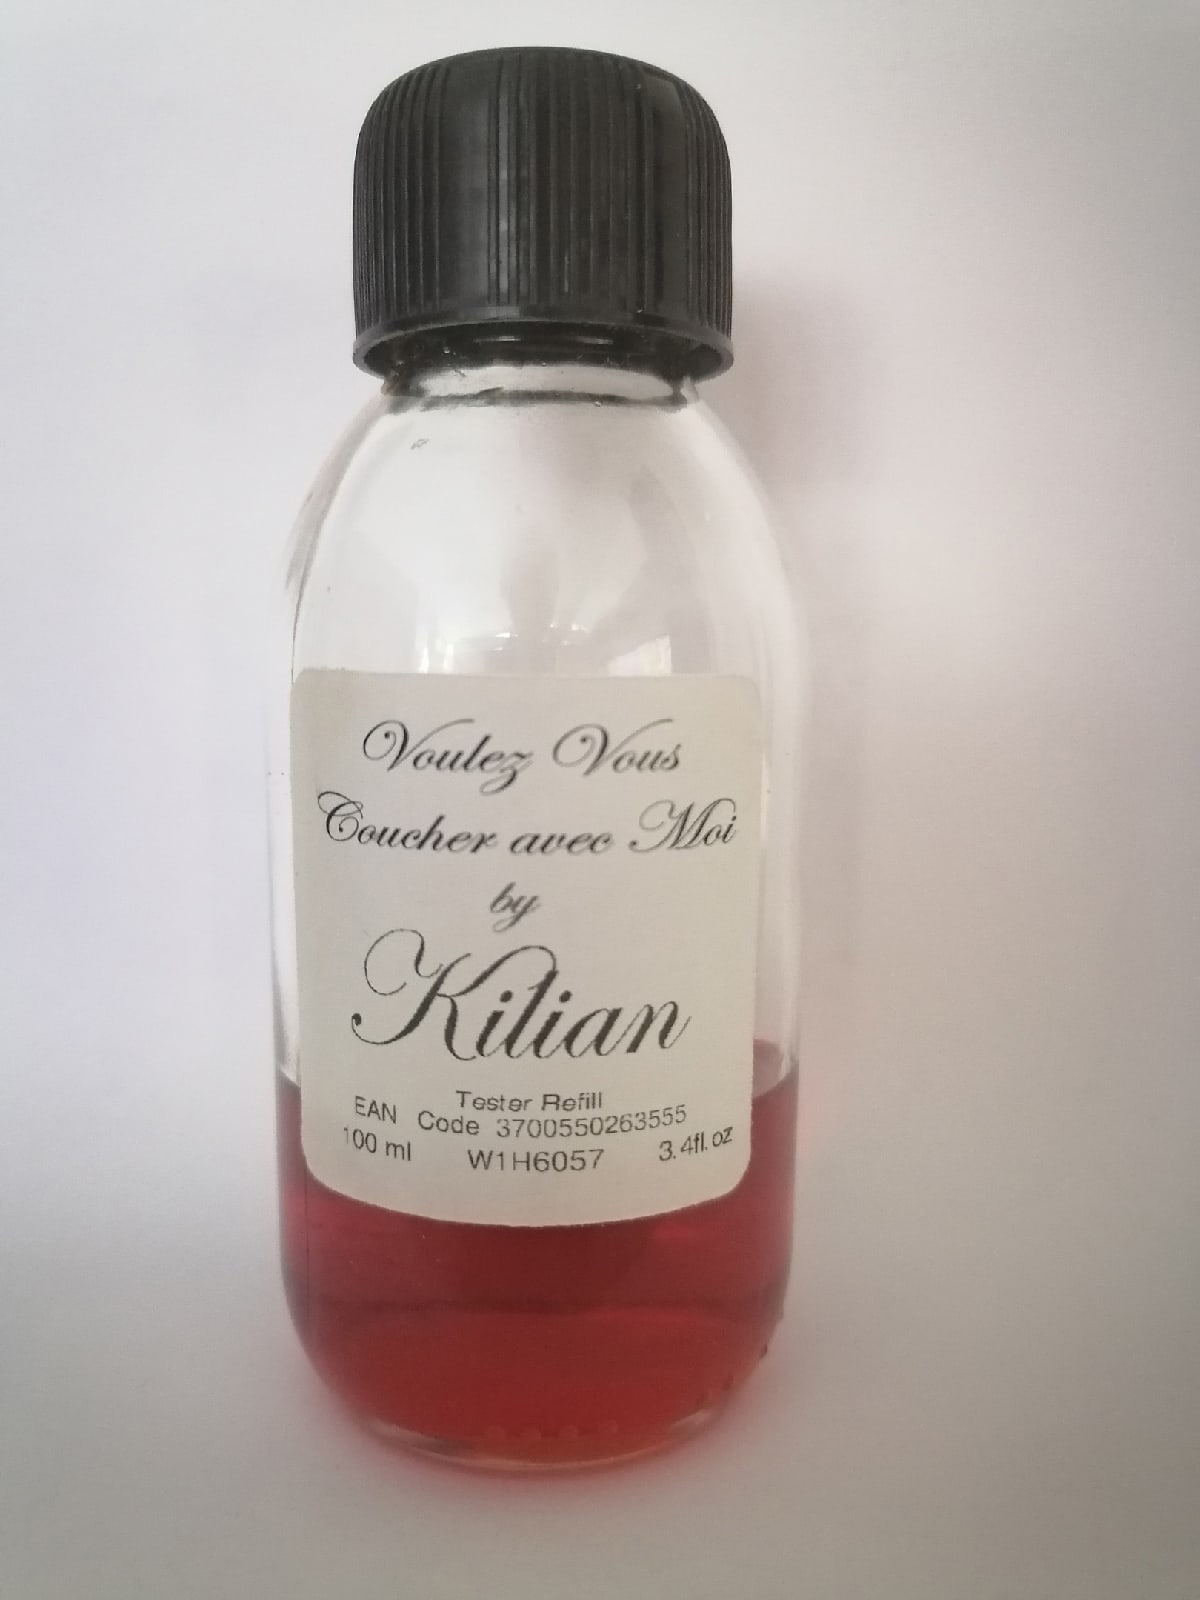 Voulez Vous
Coucher avec Moi
by
Kilian
Tester Refill
EAN Code 3700550263555
100 ml W1H6057 3.4fl.oz